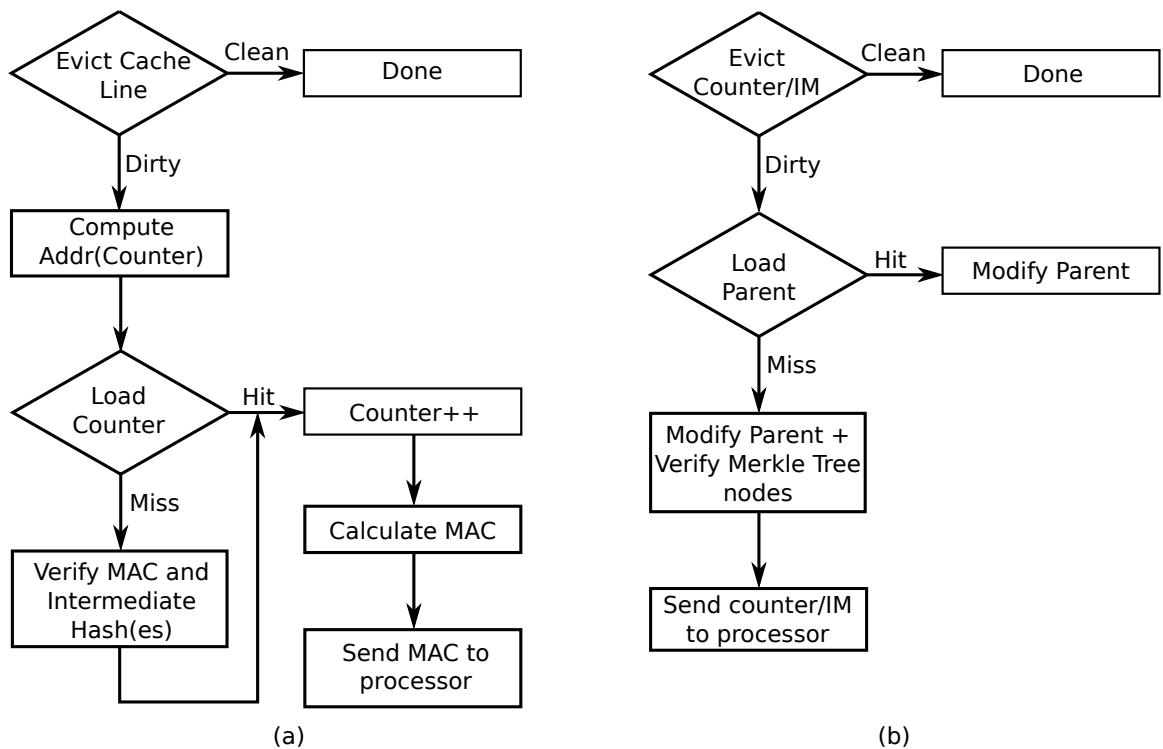 Evict Cache
Line
Clean
Done
Dirty
Compute
Addr(Counter)
Load
Counter
Hit
Counter++
Miss
Calculate MAC
Verify MAC and
Intermediate
Hash(es)
Send MAC to
processor
(a)
Evict
Counter/IM
Clean
Done
Dirty
Load
Parent
Hit
Modify Parent
Miss
Modify Parent +
Verify Merkle Tree
nodes
Send counter/IM
to processor
(b)